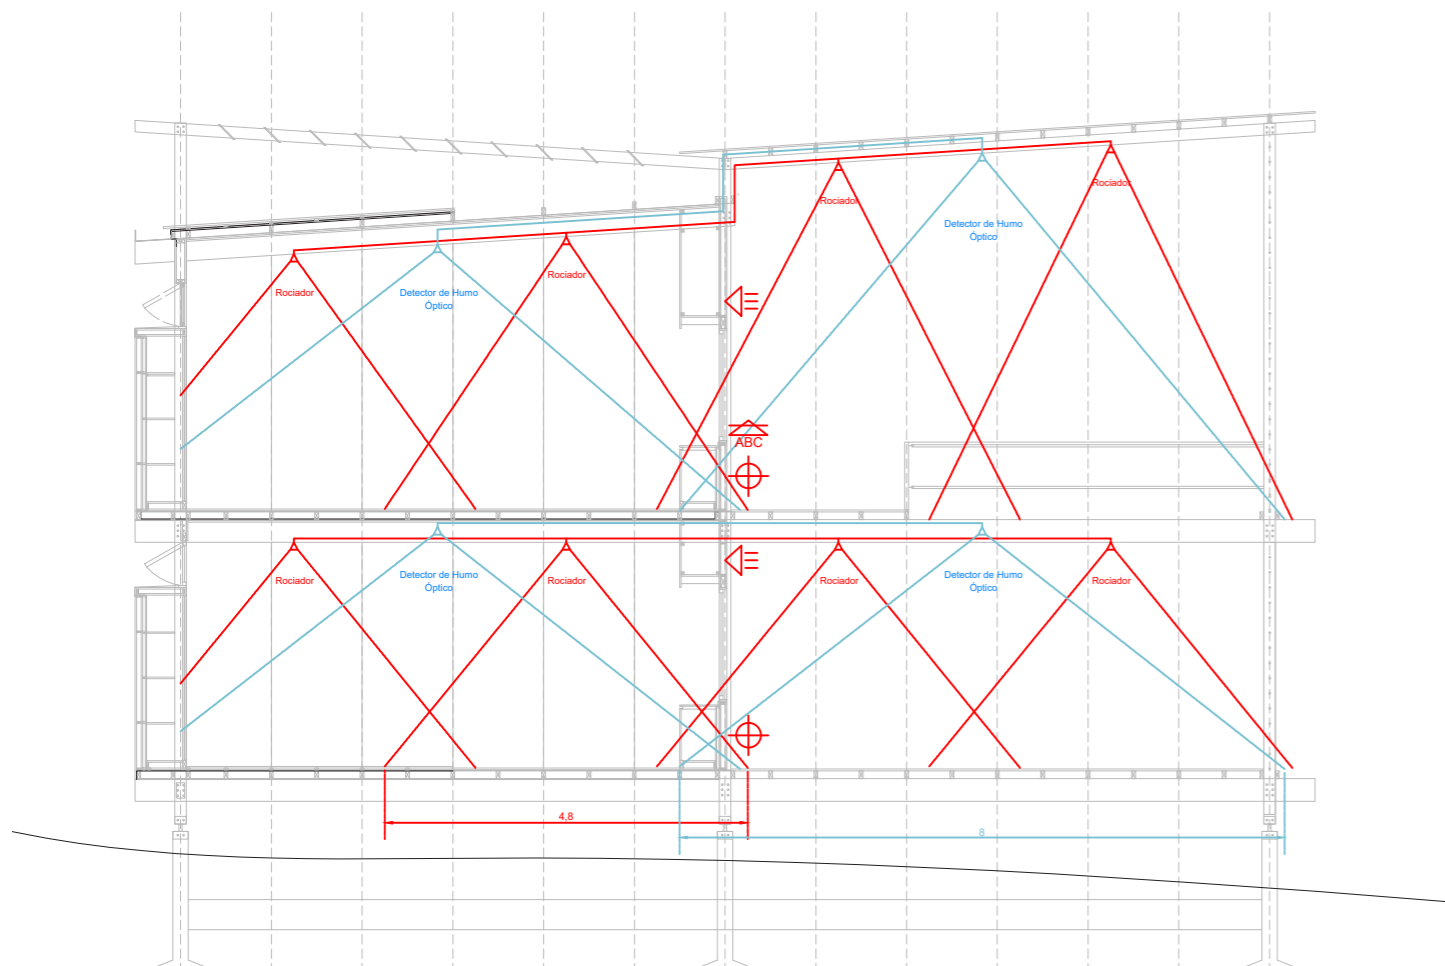 Rociador
Rociador
Detector de Humo
Óptico
Rociador
Rociador
Detector de Humo
Óptico
ABC
Rociador
Detector de Humo
Óptico
Rociador
Rociador
Detector de Humo
Óptico
Rociador
4,8
8